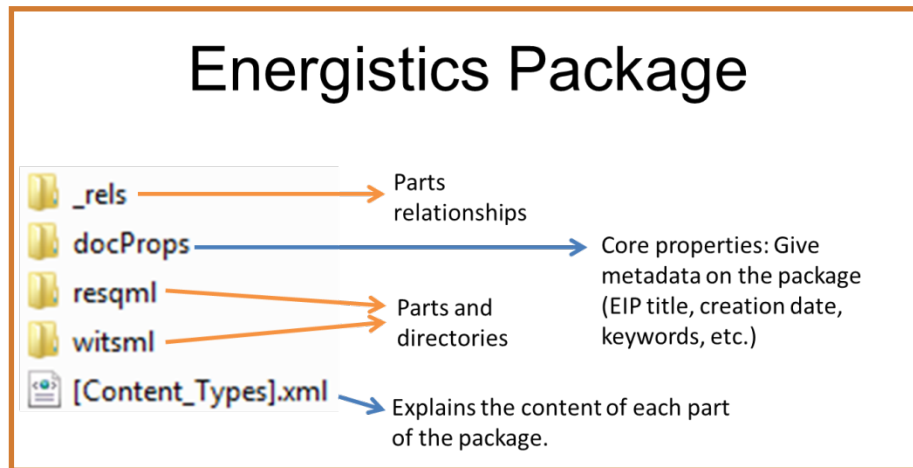 Energistics Package
_rels
Parts
relationships
docProps
Core properties: Give
metadata on the package
(EIP title, creation date,
keywords, etc.)
resqml
Parts and
directories
witsml
[Content_Types].xml
Explains the content of each part
of the package.